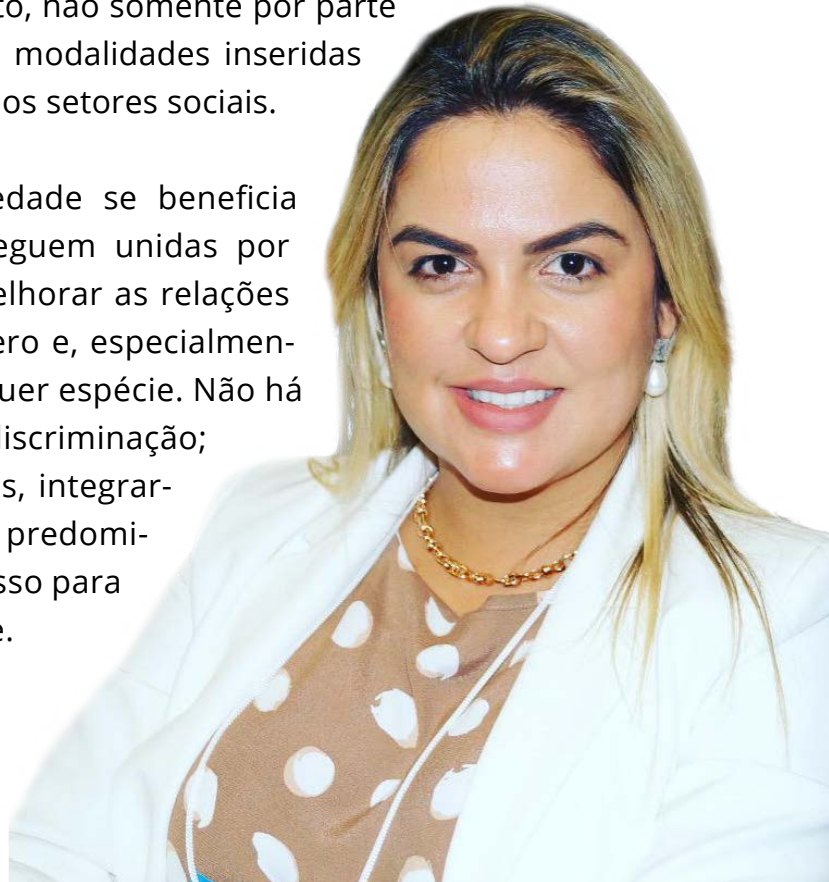 to, não somente por parte
modalidades inseridas
os setores sociais.
edade se beneficia
eguem unidas por
elhorar as relações
ero e, especialmen-
uer espécie. Não há
discriminação;
s, integrar-
predomi-
sso para
e.